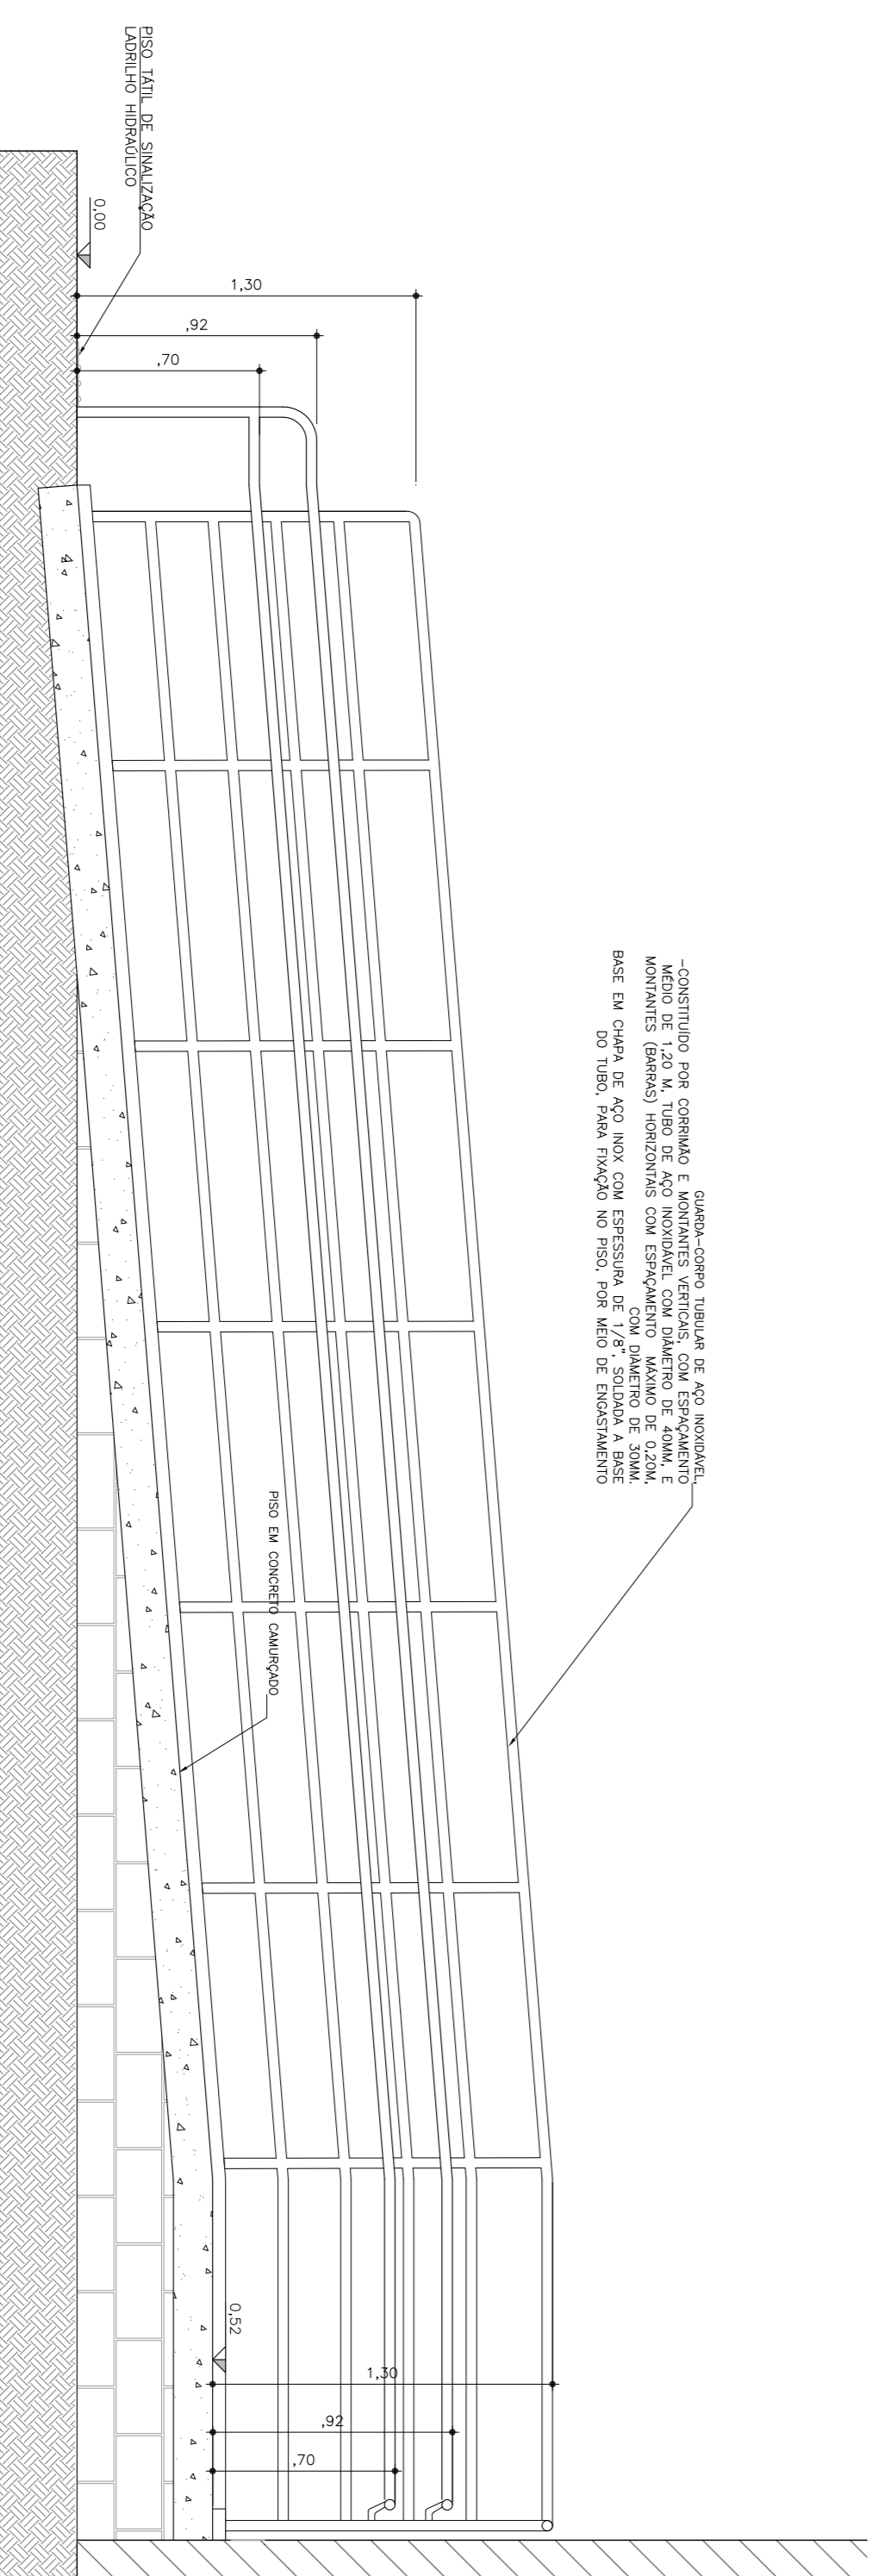 PISO TÁTIL DE SINALIZAÇÃO
LADRILHO HIDRAÚLICO
0,00
1,30
,92
,70
GUARDA-CORPO TUBULAR DE AÇO INOXIDÁVEL,
-CONSTITUÍDO POR CORRIMÃO E MONTANTES VERTICAIS, COM ESPAÇAMENTO
MÉDIO DE 1,20 M, TUBO DE AÇO INOXIDÁVEL COM DIÂMETRO DE 40MM, E
MONTANTES (BARRAS) HORIZONTAIS COM ESPAÇAMENTO MÁXIMO DE 0,20M,
COM DIÂMETRO DE 30MM.
BASE EM CHAPA DE AÇO INOX COM ESPESSURA DE 1/8", SOLDADA A BASE
DO TUBO, PARA FIXAÇÃO NO PISO, POR MEIO DE ENGASTAMENTO
PISO EM CONCRETO CAMURÇADO
0,52
1,30
,92
,70